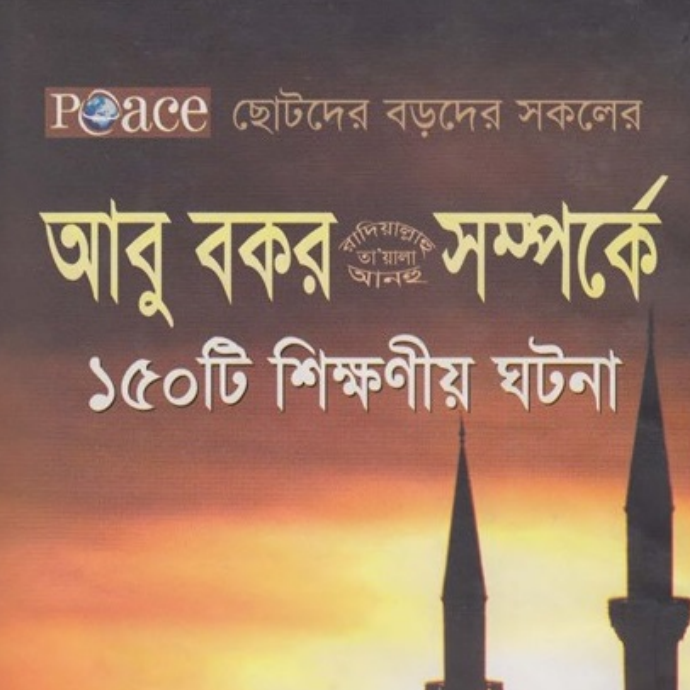 Peace ছোটদের বড়দের সকলের
আবু বকর রাদিয়াল্লাহু তা'য়ালা আনহু সম্পর্কে
১৫০টি শিক্ষণীয় ঘটনা